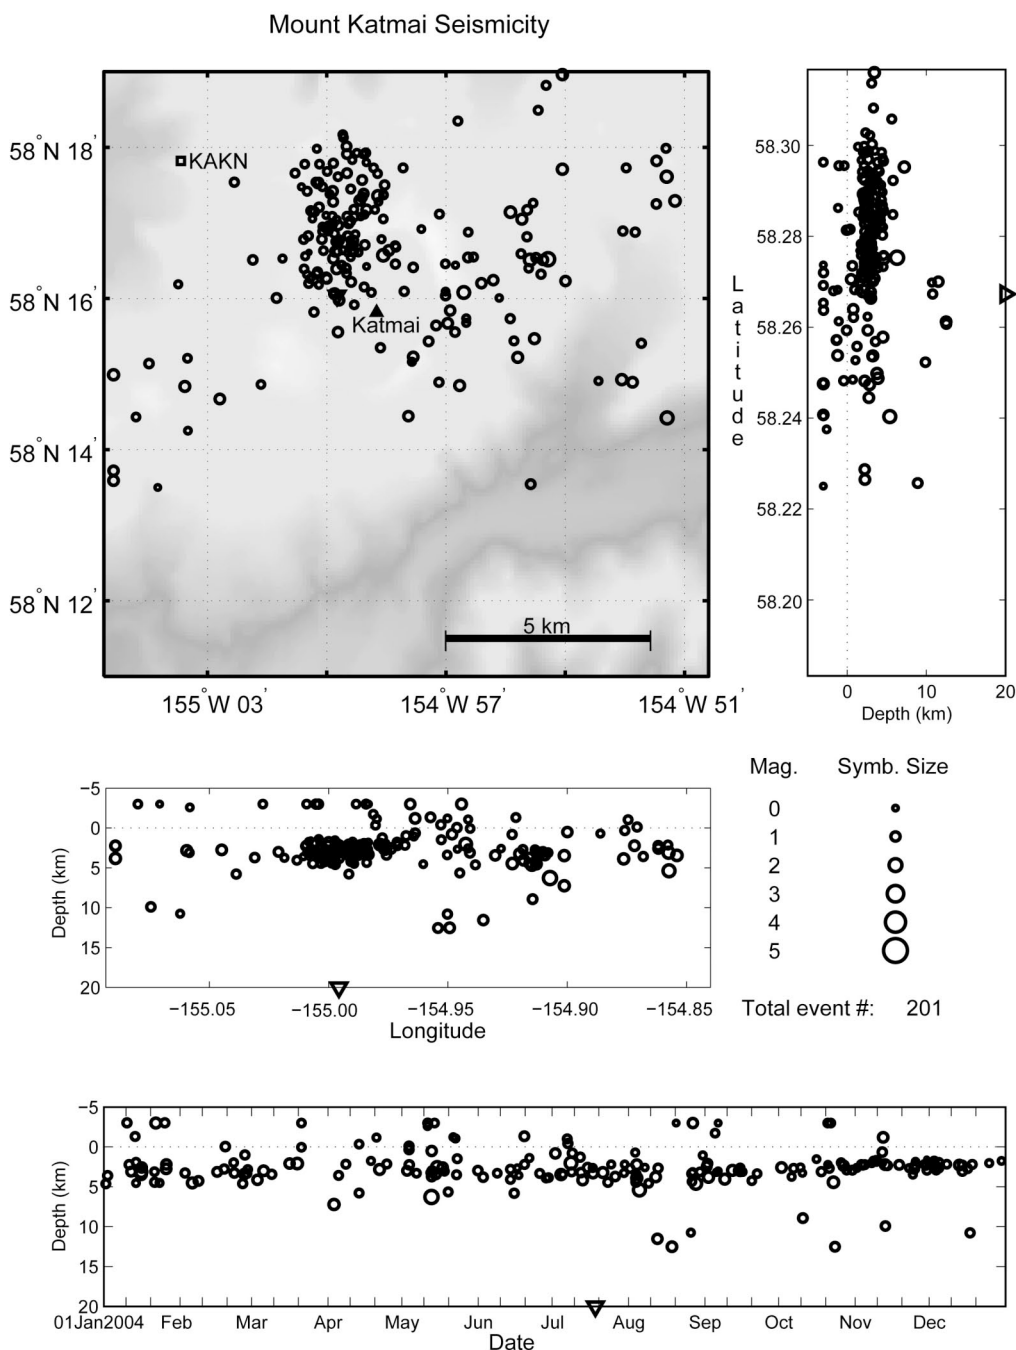 Mount Katmai Seismicity
58°N 18'
58°N 16'
58°N 14'
58°N 12'
KAKN
Katmai
5 km
155°W 03'
154°W 57'
154°W 51'
58.30
58.28
58.26
58.24
58.22
58.20
Latitude
0 10 20
Depth (km)
−5
0
5
10
15
20
Depth (km)
−155.05 −155.00 −154.95 −154.90 −154.85
Longitude
Mag. Symb. Size
0
1
2
3
4
5
Total event #: 201
−5
0
5
10
15
20
Depth (km)
01Jan2004 Feb Mar Apr May Jun Jul Aug Sep Oct Nov Dec
Date